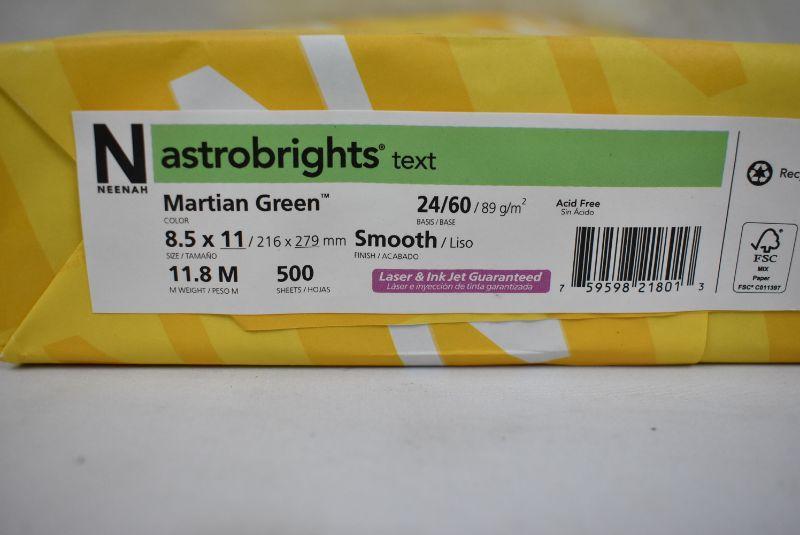 N
NEENAH
astrobrights® text
Martian Green™
COLOR
24/60 / 89 g/m²
BASIS / BASE
Acid Free
Sin Ácido
8.5 x 11 / 216 x 279 mm
SIZE / TAMAÑO
Smooth / Liso
FINISH / ACABADO
11.8 M
M WEIGHT / PESO M
500
SHEETS / HOJAS
Laser & Ink Jet Guaranteed
Láser e inyección de tinta garantizada
7 59598 21801 3
FSC
MIX
Paper
FSC® C011397